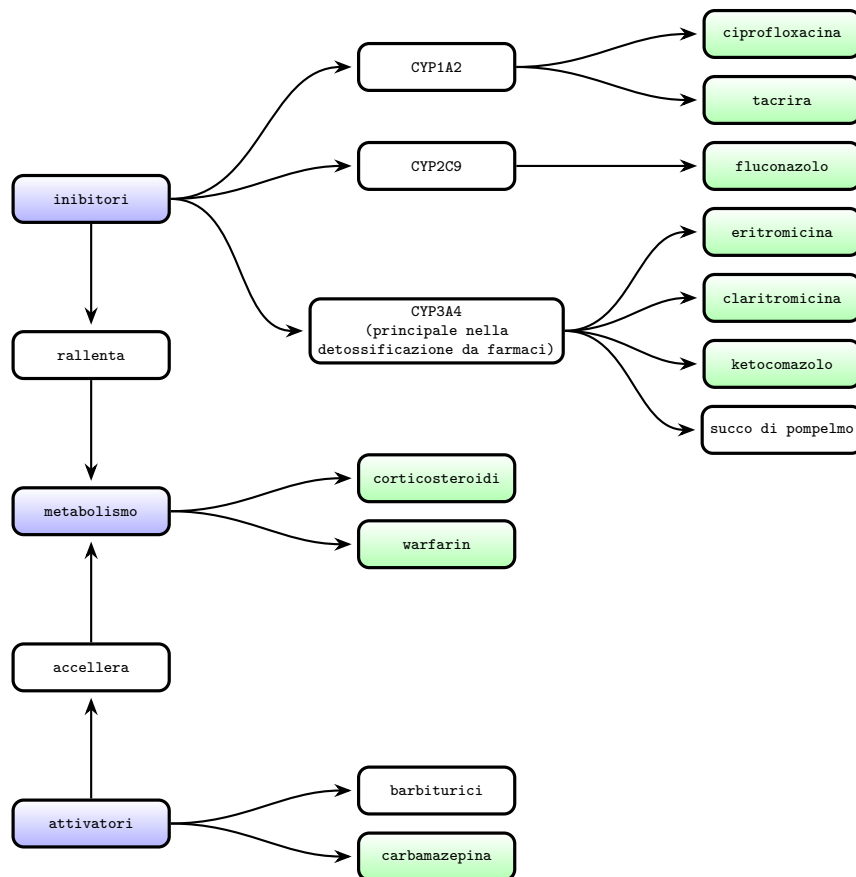 ciprofloxacina
CYP1A2
tacrira
CYP2C9
fluconazolo
inibitori
eritromicina
claritromicina
CYP3A4
(principale nella
detossificazione da farmaci)
rallenta
ketocomazolo
succo di pompelmo
corticosteroidi
metabolismo
warfarin
accellera
barbiturici
attivatori
carbamazepina